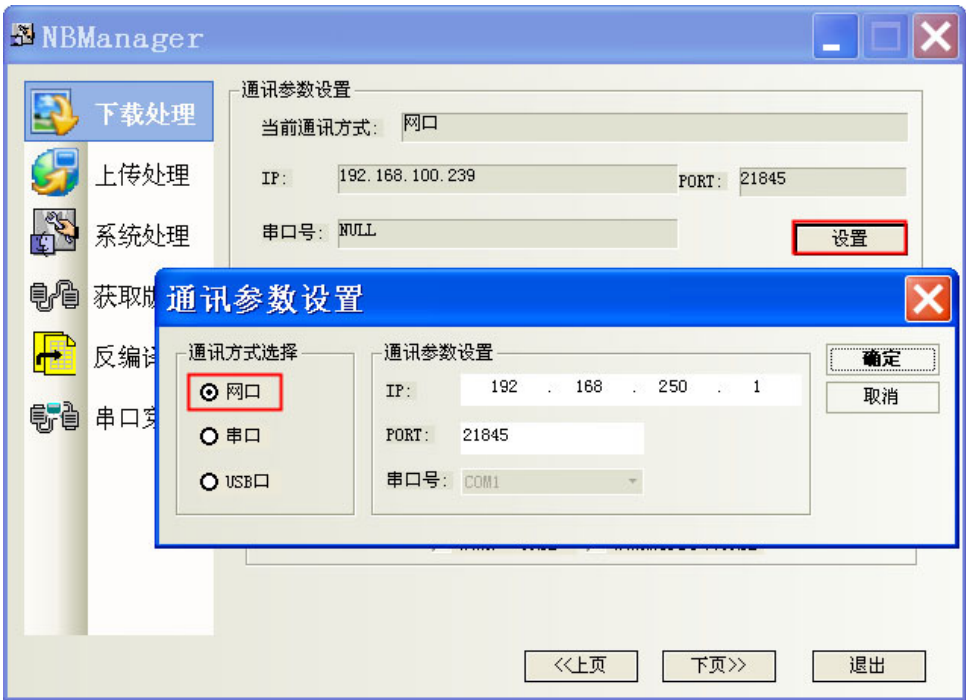 NBManager
下载处理
上传处理
系统处理
获取
反编译
串口
通讯参数设置
当前通讯方式: 网口
IP: 192.168.100.239 PORT: 21845
串口号: NULL
设置
通讯参数设置
通讯方式选择
网口
串口
USB口
通讯参数设置
IP: 192 . 168 . 250 . 1
PORT: 21845
串口号: COM1
确定
取消
<<上页 下页>> 退出